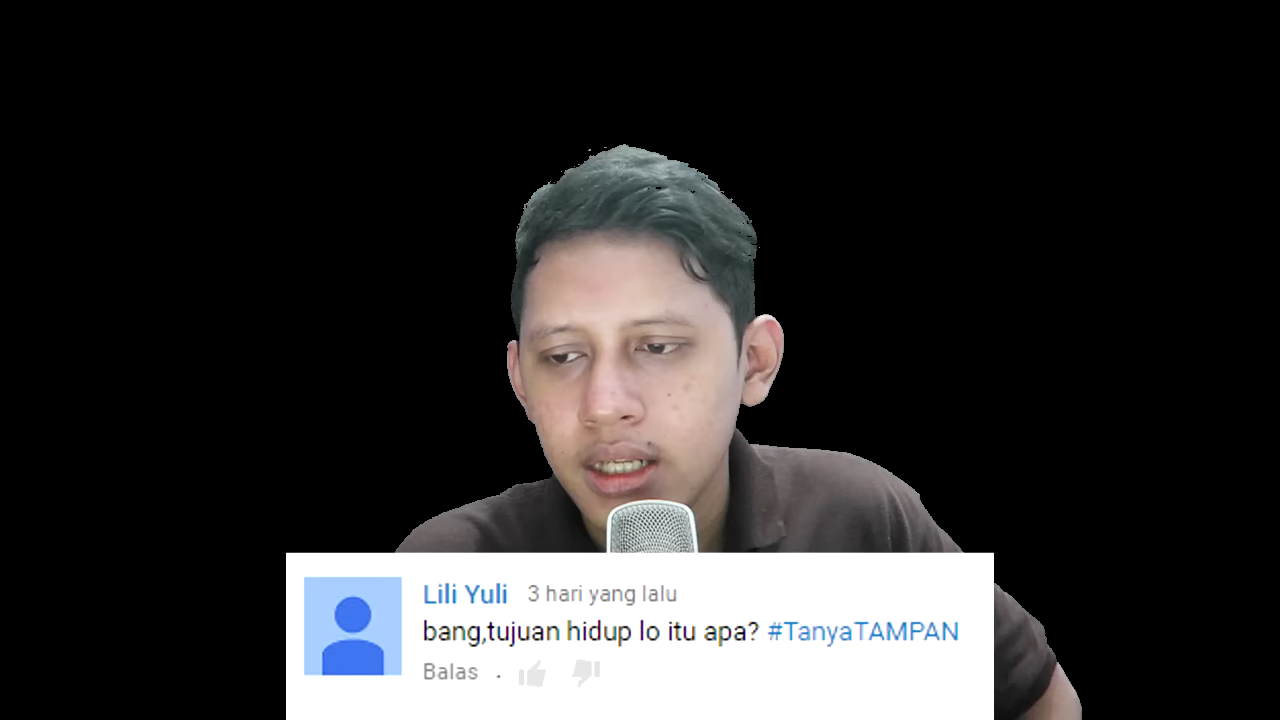 Lili Yuli 3 hari yang lalu
bang,tujuan hidup lo itu apa? #TanyaTAMPAN
Balas .